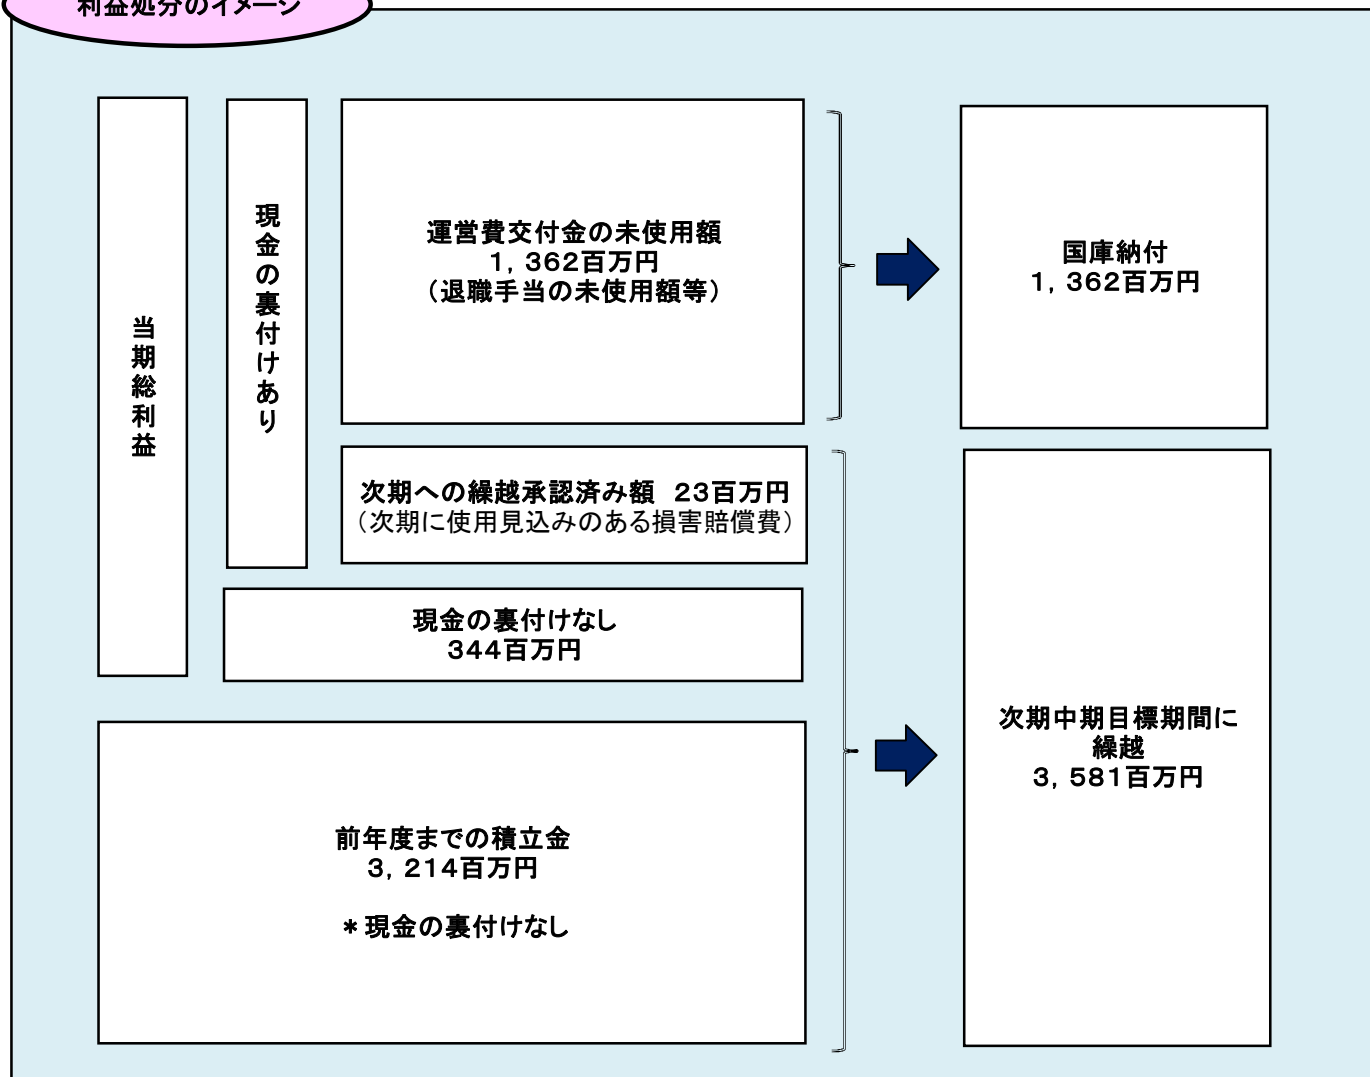 利益処分のイメージ
当期総利益
現金の裏付けあり
運営費交付金の未使用額
1,362百万円
(退職手当の未使用額等)
国庫納付
1,362百万円
次期への繰越承認済み額 23百万円
(次期に使用見込みのある損害賠償費)
現金の裏付けなし
344百万円
前年度までの積立金
3,214百万円
*現金の裏付けなし
次期中期目標期間に
繰越
3,581百万円